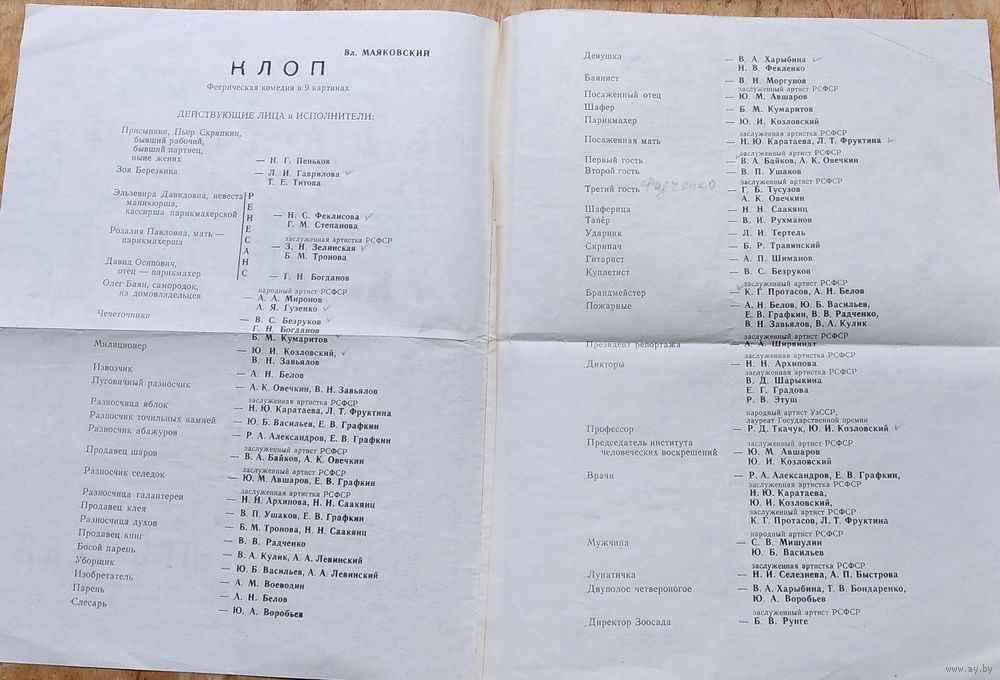 Вл. МАЯКОВСКИЙ
КЛОП
Феерическая комедия в 9 картинах
ДЕЙСТВУЮЩИЕ ЛИЦА и ИСПОЛНИТЕЛИ:
Присыпкин, Пьер Скрипкин,
бывший рабочий,
бывший партиец,
ныне жених — Н. Г. Пеньков
Зоя Березкина — Л. И. Гаврилова
Т. Е. Титова
РЕНЕСАНС
Эльзевира Давидовна, невеста
маникюрша,
кассирша парикмахерской — Н. С. Феклисова
Г. М. Степанова
Розалия Павловна, мать —
парикмахерша
заслуженная артистка РСФСР
— З. Н. Зелинская
Б. М. Тронова
Давид Осипович,
отец — парикмахер — Г. Н. Богданов
Олег Баян, самородок,
из домовладельцев
народный артист РСФСР
— А. А. Миронов
А. Я. Гузенко
Чечеточники — В. С. Безруков
Г. Н. Богданов
Б. М. Кумаритов
Милиционер — Ю. И. Козловский,
В. Н. Завьялов
Извозчик — А. Н. Белов
Пуговичный разносчик — А. К. Овечкин, В. Н. Завьялов
заслуженная артистка РСФСР
Разносчица яблок — Н. Ю. Каратаева, Л. Т. Фруктина
Разносчик точильных камней — Ю. Б. Васильев, Е. В. Графкин
Разносчик абажуров — Р. А. Александров, Е. В. Графкин
заслуженный артист РСФСР
Продавец шаров — В. А. Байков, А. К. Овечкин
заслуженный артист РСФСР
Разносчик селедок — Ю. М. Авшаров, Е. В. Графкин
заслуженная артистка РСФСР
Разносчица галантереи — Н. Н. Архипова, Н. Н. Саакянц
Продавец клея — В. П. Ушаков, Е. В. Графкин
Разносчица духов — Б. М. Тронова, Н. Н. Саакянц
Продавец книг — В. В. Радченко
Босой парень — В. А. Кулик, А. А. Левинский
Уборщик — Ю. Б. Васильев, А. А. Левинский
Изобретатель — А. М. Воеводин
Парень — А. Н. Белов
Слесарь — Ю. А. Воробьев
Девушка — В. А. Харыбина
Н. В. Фекленко
Баянист — В. Н. Моргунов
заслуженный артист РСФСР
Посаженный отец — Ю. М. Авшаров
Шафер — Б. М. Кумаритов
Парикмахер — Ю. И. Козловский
заслуженная артистка РСФСР
Посаженная мать — Н. Ю. Каратаева, Л. Т. Фруктина
заслуженный артист РСФСР
Первый гость — В. А. Байков, А. К. Овечкин
Второй гость — В. П. Ушаков
заслуженный артист РСФСР
Третий гость Радченко — Г. Б. Тусузов
А. К. Овечкин
Шаферица — Н. Н. Саакянц
Тапёр — В. И. Рухманов
Ударник — Л. И. Тертель
Скрипач — Б. Р. Травинский
Гитарист — А. П. Шиманов
Куплетист — В. С. Безруков
заслуженный артист РСФСР
Брандмейстер — К. Г. Протасов, А. Н. Белов
Пожарные — А. Н. Белов, Ю. Б. Васильев,
Е. В. Графкин, В. В. Радченко,
В. Н. Завьялов, В. А. Кулик
заслуженный артист РСФСР
Президент репортажа — А. А. Ширвиндт
заслуженная артистка РСФСР
Дикторы — Н. Н. Архипова
заслуженная артистка РСФСР
В. Д. Шарыкина
Е. Г. Градова
Р. В. Этуш
народный артист УзССР,
лауреат Государственной премии
Профессор — Р. Д. Ткачук, Ю. И. Козловский
Председатель института
человеческих воскрешений
заслуженный артист РСФСР
— Ю. М. Авшаров
Ю. И. Козловский
Врачи — Р. А. Александров, Е. В. Графкин,
заслуженная артистка РСФСР
Н. Ю. Каратаева,
Ю. И. Козловский,
заслуженный артист РСФСР
К. Г. Протасов, Л. Т. Фруктина
народный артист РСФСР
Мужчина — С. В. Мишулин
Ю. Б. Васильев
заслуженная артистка РСФСР
Лунатичка — Н. И. Селезнева, А. П. Быстрова
Двуполое четвероногое — В. А. Харыбина, Т. В. Бондаренко,
Ю. А. Воробьев
заслуженный артист РСФСР
Директор Зоосада — Б. В. Рунге
www.ay.by